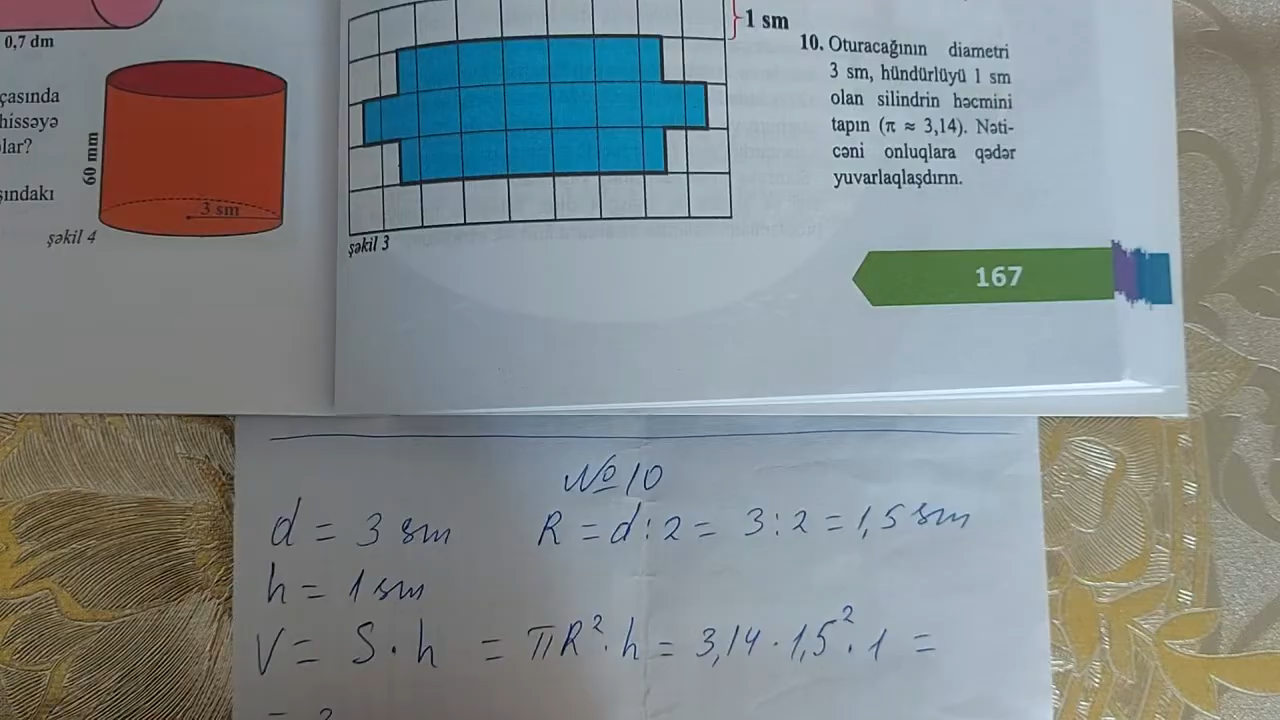 0,7 dm
çasında
hissəyə
lar?
şındakı
60 mm
3 sm
şəkil 4
1 sm
şəkil 3
10. Oturacağının diametri
3 sm, hündürlüyü 1 sm
olan silindrin həcmini
tapın (π ≈ 3,14). Nəti-
cəni onluqlara qədər
yuvarlaqlaşdırın.
167
№10
d = 3 sm R = d:2 = 3:2 = 1,5 sm
h = 1 sm
V = S·h = πR²·h = 3,14·1,5²·1 =